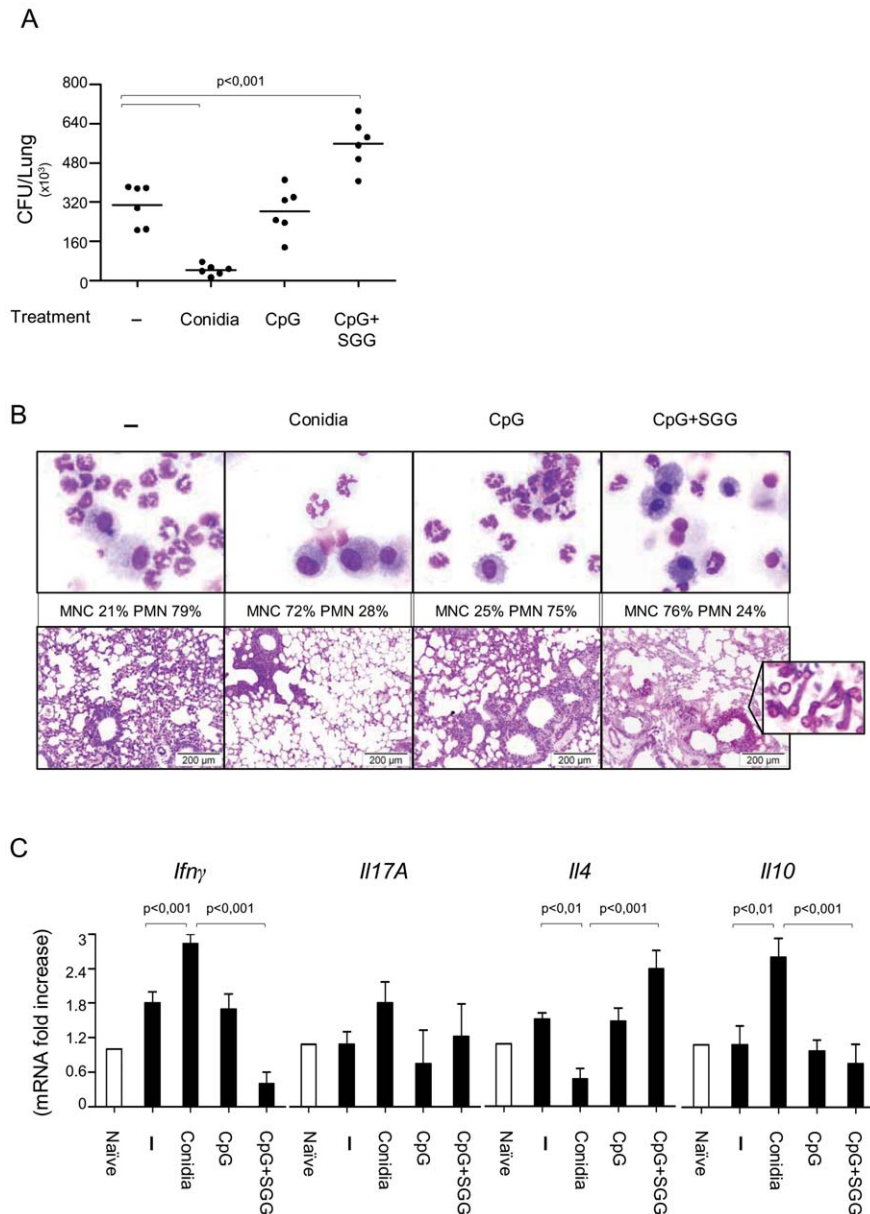 A
p<0,001
800
640
480
320
160
0
CFU/Lung
(x10³)
Treatment – Conidia CpG CpG+
SGG
B
– Conidia CpG CpG+SGG
MNC 21% PMN 79% MNC 72% PMN 28% MNC 25% PMN 75% MNC 76% PMN 24%
200 µm 200 µm 200 µm 200 µm
C
Ifnγ Il17A Il4 Il10
p<0,001 p<0,001 p<0,01 p<0,001 p<0,01 p<0,001
3
2.4
1.8
1.2
0.6
0
(mRNA fold increase)
Naïve – Conidia CpG CpG+SGG Naïve – Conidia CpG CpG+SGG Naïve – Conidia CpG CpG+SGG Naïve – Conidia CpG CpG+SGG